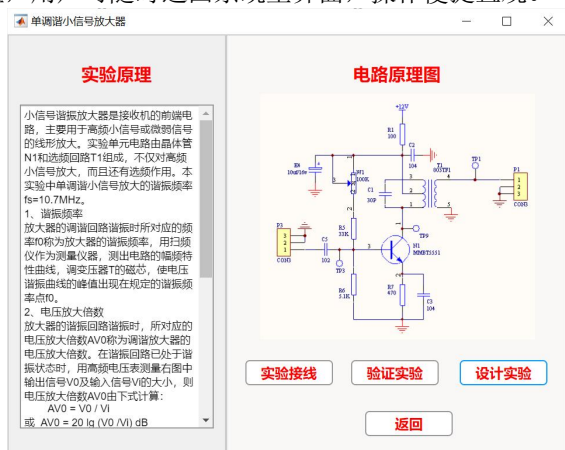 单调谐小信号放大器
实验原理
小信号谐振放大器是接收机的前端电
路，主要用于高频小信号或微弱信号
的线形放大。实验单元电路由晶体管
N1和选频回路T1组成，不仅对高频
小信号放大，而且还有选频作用。本
实验中单调谐小信号放大的谐振频率
fs=10.7MHz。
1、谐振频率
放大器的调谐回路谐振时所对应的频
率f0称为放大器的谐振频率，用扫频
仪作为测量仪器，测出电路的幅频特
性曲线，调变压器T的磁芯，使电压
谐振曲线的峰值出现在规定的谐振频
率点f0。
2、电压放大倍数
放大器的谐振回路谐振时，所对应的
电压放大倍数AV0称为调谐放大器的
电压放大倍数。在谐振回路已处于谐
振状态时，用高频电压表测量右图中
输出信号V0及输入信号Vi的大小，则
电压放大倍数AV0由下式计算：
AV0 = V0 / Vi
或 AV0 = 20 lg (V0 /Vi) dB
电路原理图
+12V
R1
100
C2
104
E4
10uF16v
W1
100K
T1
003TF1
TP1
P1
1
2
3
CON3
C1
30P
P3
3
2
1
CON3
R5
33K
TP9
C5
102
TP3
N1
MMBT5551
R6
5.1K
R7
470
C3
104
实验接线
验证实验
设计实验
返回